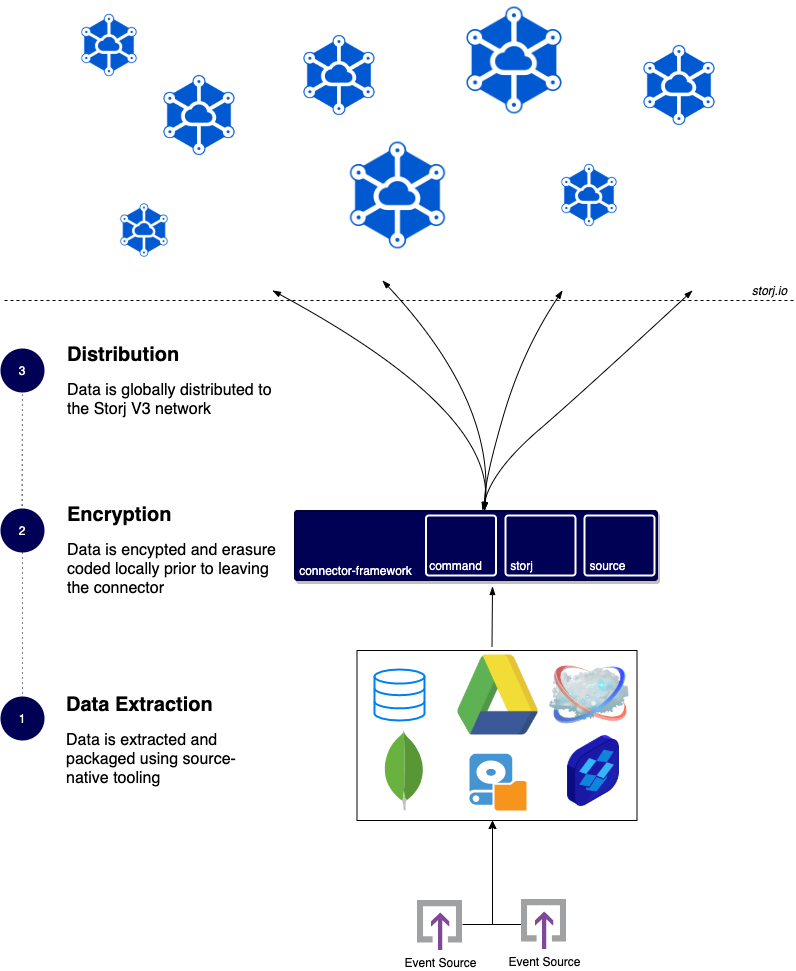 storj.io
3
Distribution
Data is globally distributed to
the Storj V3 network
2
Encryption
Data is encypted and erasure
coded locally prior to leaving
the connector
connector-framework
command
storj
source
1
Data Extraction
Data is extracted and
packaged using source-
native tooling
Event Source
Event Source